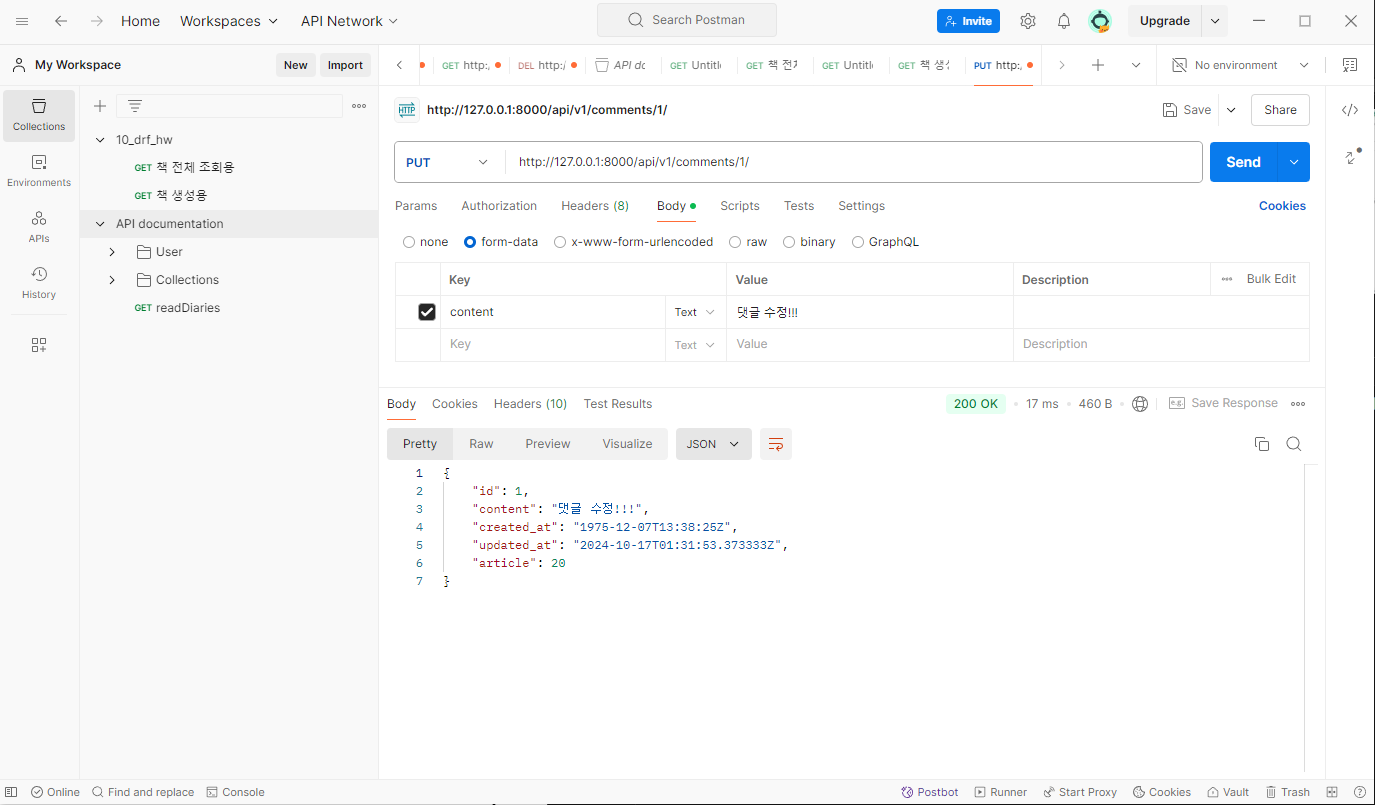 Home Workspaces API Network Search Postman Invite Upgrade
My Workspace New Import GET http:/ DEL http:/ API dc GET Untitle GET 책 전체 GET Untitle GET 책 생성 PUT http:/ No environment
Collections
Environments
APIs
History
10_drf_hw
GET 책 전체 조회용
GET 책 생성용
API documentation
User
Collections
GET readDiaries
HTTP http://127.0.0.1:8000/api/v1/comments/1/ Save Share
PUT http://127.0.0.1:8000/api/v1/comments/1/ Send
Params Authorization Headers (8) Body Scripts Tests Settings Cookies
none form-data x-www-form-urlencoded raw binary GraphQL
Key Value Description Bulk Edit
content Text 댓글 수정!!!
Key Text Value Description
Body Cookies Headers (10) Test Results 200 OK 17 ms 460 B e.g. Save Response
Pretty Raw Preview Visualize JSON
1 {
2 "id": 1,
3 "content": "댓글 수정!!!",
4 "created_at": "1975-12-07T13:38:25Z",
5 "updated_at": "2024-10-17T01:31:53.373333Z",
6 "article": 20
7 }
Online Find and replace Console Postbot Runner Start Proxy Cookies Vault Trash